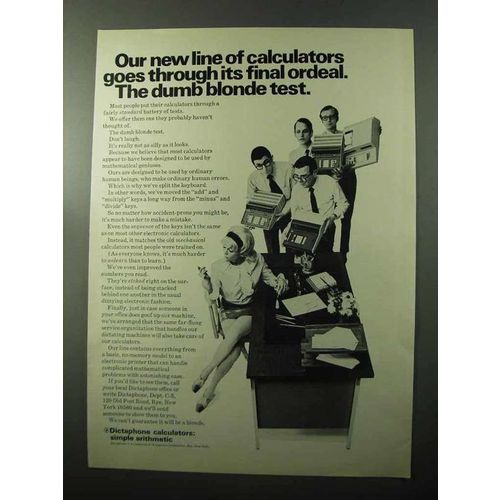 Our new line of calculators
goes through its final ordeal.
The dumb blonde test.
Most people put their calculators through a
fairly standard battery of tests.
We offer them one they probably haven't
thought of.
The dumb blonde test.
Don't laugh.
It's really not as silly as it looks.
Because we believe that most calculators
appear to have been designed to be used by
mathematical geniuses.
Ours are designed to be used by ordinary
human beings, who make ordinary human errors.
Which is why we've split the keyboard.
In other words, we've moved the "add" and
"multiply" keys a long way from the "minus" and
"divide" keys.
So no matter how accident-prone you might be,
it's much harder to make a mistake.
Even the sequence of the keys isn't the same
as on most other electronic calculators.
Instead, it matches the old mechanical
calculators most people were trained on.
(As everyone knows, it's much harder
to unlearn than to learn.)
We've even improved the
numbers you read.
They're right on the sur-
face, instead of being stacked
behind one another in the usual
dizzying electronic fashion.
Finally, just in case someone in
your office does goof up our machine,
we've arranged that the same far-flung
service organization that handles our
dictating machines will also take care of
our calculators.
Our line contains everything from
a basic, no-memory model to an
electronic printer that can handle
complicated mathematical
problems with astonishing ease.
If you'd like to see them, call
your local Dictaphone office or
write Dictaphone, Dept.
120 Old Post Road, Rye, New
York 10580 and we'll send
someone to show them to you.
We can't guarantee it will be a blonde.
Dictaphone calculators:
simple arithmetic